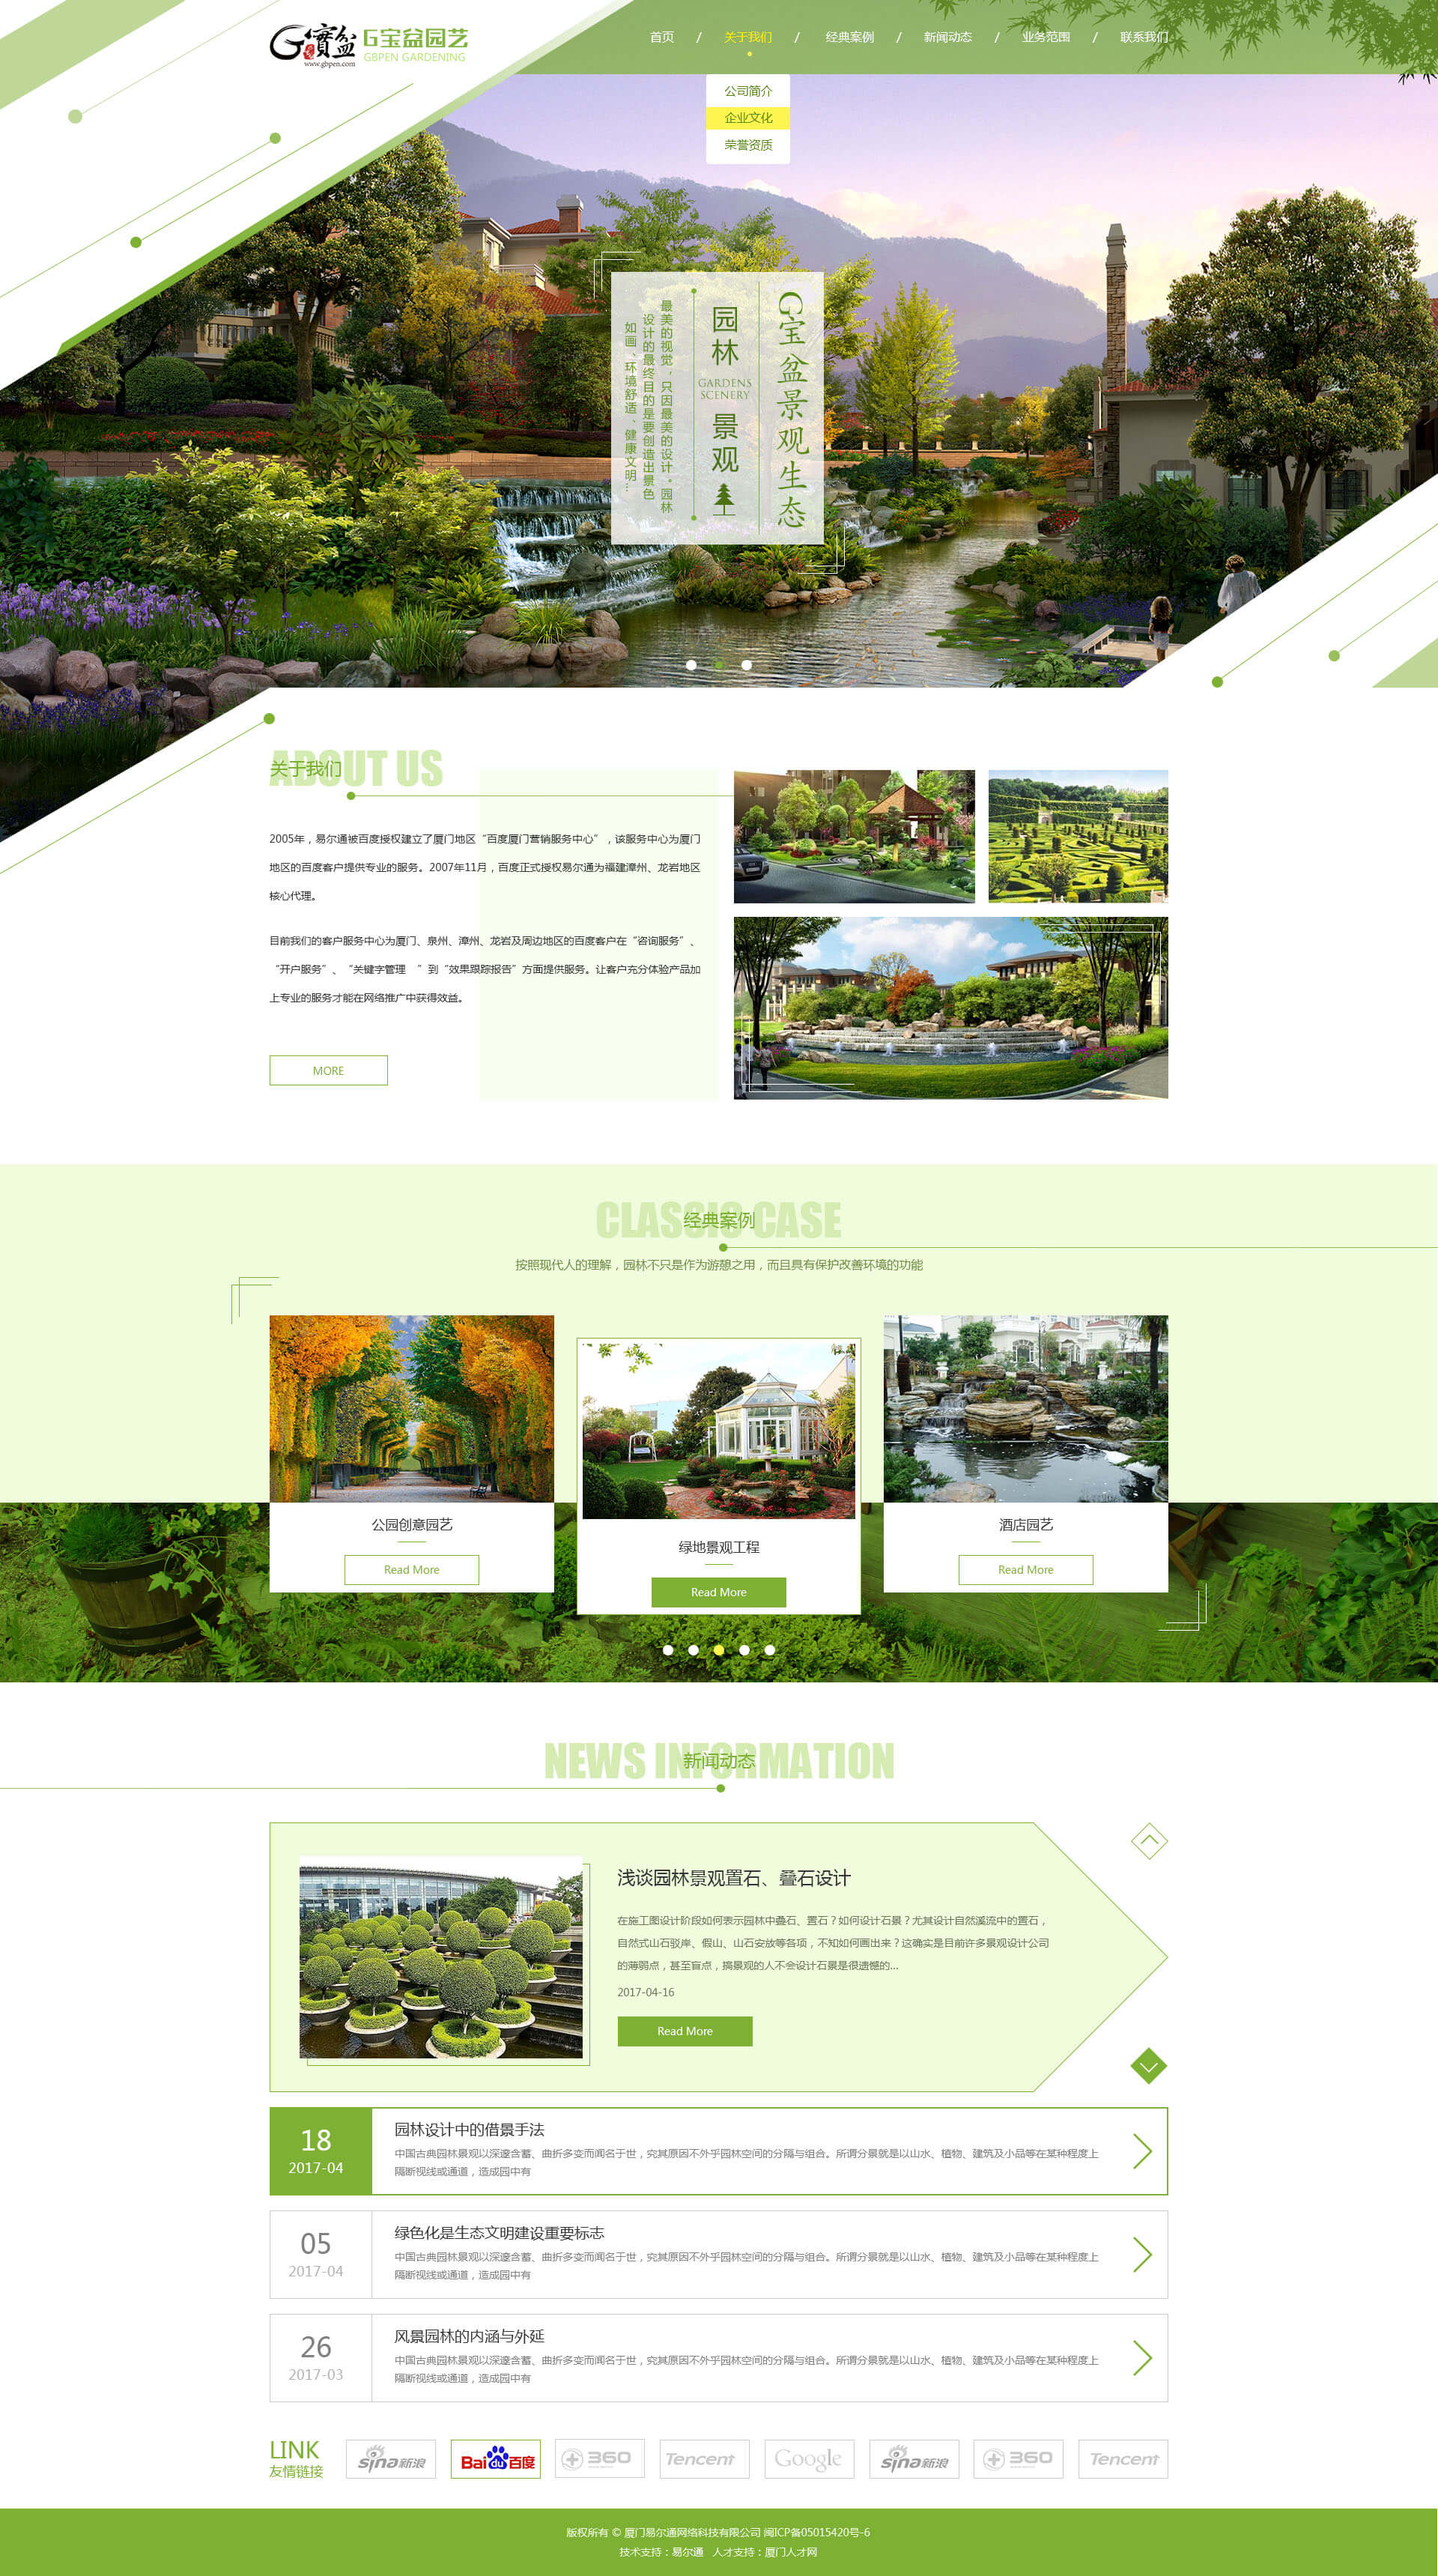 G寶盆
www.gbpen.com
G宝盆园艺
GBPEN GARDENING
首页 / 关于我们 / 经典案例 / 新闻动态 / 业务范围 / 联系我们
公司简介
企业文化
荣誉资质
G宝盆景观生态
园林
GARDENS
SCENERY
景观
最美的视觉,只因最美的设计。园林
设计的最终目的是要创造出景色
如画、环境舒适、健康文明...
ABOUT US
关于我们
2005年，易尔通被百度授权建立了厦门地区“百度厦门营销服务中心”，该服务中心为厦门
地区的百度客户提供专业的服务。2007年11月，百度正式授权易尔通为福建漳州、龙岩地区
核心代理。
目前我们的客户服务中心为厦门、泉州、漳州、龙岩及周边地区的百度客户在“咨询服务”、
“开户服务”、“关键字管理 ”到“效果跟踪报告”方面提供服务。让客户充分体验产品加
上专业的服务才能在网络推广中获得效益。
MORE
CLASSIC CASE
经典案例
按照现代人的理解，园林不只是作为游憩之用，而且具有保护改善环境的功能
公园创意园艺
Read More
绿地景观工程
Read More
酒店园艺
Read More
NEWS INFORMATION
新闻动态
浅谈园林景观置石、叠石设计
在施工图设计阶段如何表示园林中叠石、置石？如何设计石景？尤其设计自然溪流中的置石，
自然式山石驳岸、假山、山石安放等各项，不知如何画出来？这确实是目前许多景观设计公司
的薄弱点，甚至盲点，搞景观的人不会设计石景是很遗憾的...
2017-04-16
Read More
18
2017-04
园林设计中的借景手法
中国古典园林景观以深邃含蓄、曲折多变而闻名于世，究其原因不外乎园林空间的分隔与组合。所谓分景就是以山水、植物、建筑及小品等在某种程度上
隔断视线或通道，造成园中有
05
2017-04
绿色化是生态文明建设重要标志
中国古典园林景观以深邃含蓄、曲折多变而闻名于世，究其原因不外乎园林空间的分隔与组合。所谓分景就是以山水、植物、建筑及小品等在某种程度上
隔断视线或通道，造成园中有
26
2017-03
风景园林的内涵与外延
中国古典园林景观以深邃含蓄、曲折多变而闻名于世，究其原因不外乎园林空间的分隔与组合。所谓分景就是以山水、植物、建筑及小品等在某种程度上
隔断视线或通道，造成园中有
LINK
友情链接
sina新浪
Bai du 百度
360
Tencent
Google
sina新浪
360
Tencent
版权所有 © 厦门易尔通网络科技有限公司 闽ICP备05015420号-6
技术支持：易尔通 人才支持：厦门人才网